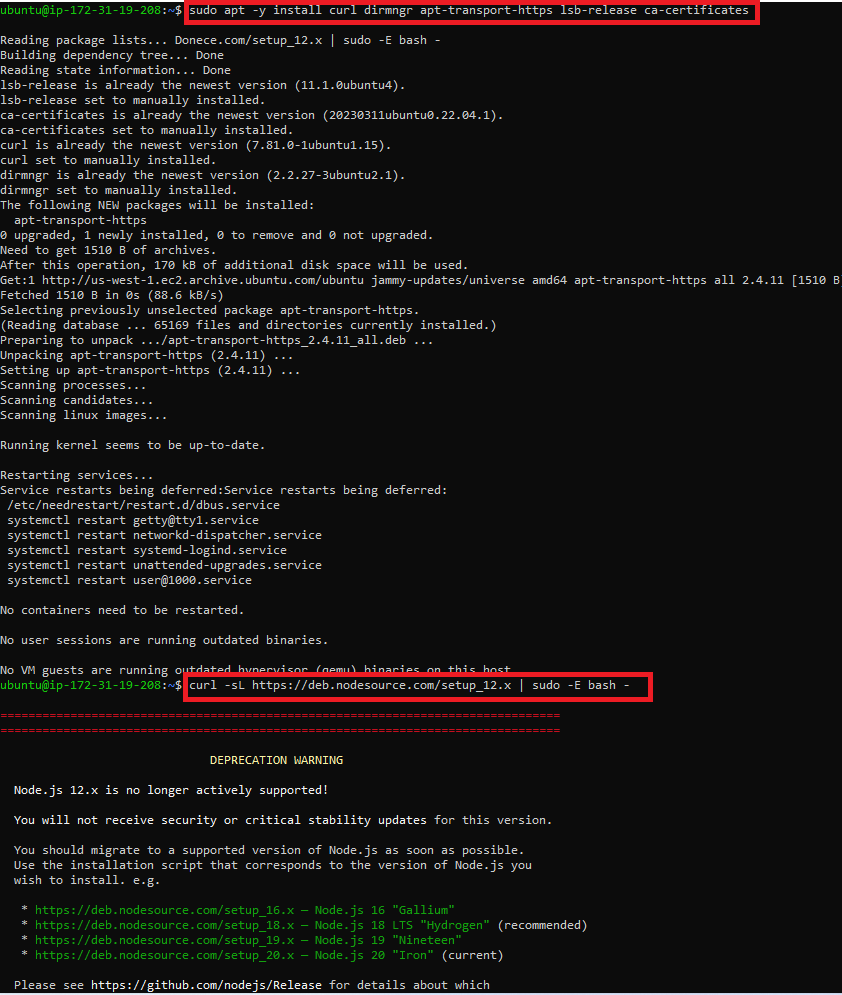 ubuntu@ip-172-31-19-208:~$ sudo apt -y install curl dirmngr apt-transport-https lsb-release ca-certificates
Reading package lists... Donece.com/setup_12.x | sudo -E bash -
Building dependency tree... Done
Reading state information... Done
lsb-release is already the newest version (11.1.0ubuntu4).
lsb-release set to manually installed.
ca-certificates is already the newest version (20230311ubuntu0.22.04.1).
ca-certificates set to manually installed.
curl is already the newest version (7.81.0-1ubuntu1.15).
curl set to manually installed.
dirmngr is already the newest version (2.2.27-3ubuntu2.1).
dirmngr set to manually installed.
The following NEW packages will be installed:
  apt-transport-https
0 upgraded, 1 newly installed, 0 to remove and 0 not upgraded.
Need to get 1510 B of archives.
After this operation, 170 kB of additional disk space will be used.
Get:1 http://us-west-1.ec2.archive.ubuntu.com/ubuntu jammy-updates/universe amd64 apt-transport-https all 2.4.11 [1510 B
Fetched 1510 B in 0s (88.6 kB/s)
Selecting previously unselected package apt-transport-https.
(Reading database ... 65169 files and directories currently installed.)
Preparing to unpack .../apt-transport-https_2.4.11_all.deb ...
Unpacking apt-transport-https (2.4.11) ...
Setting up apt-transport-https (2.4.11) ...
Scanning processes...
Scanning candidates...
Scanning linux images...
Running kernel seems to be up-to-date.
Restarting services...
Service restarts being deferred:Service restarts being deferred:
 /etc/needrestart/restart.d/dbus.service
 systemctl restart getty@tty1.service
 systemctl restart networkd-dispatcher.service
 systemctl restart systemd-logind.service
 systemctl restart unattended-upgrades.service
 systemctl restart user@1000.service
No containers need to be restarted.
No user sessions are running outdated binaries.
No VM guests are running outdated hypervisor (qemu) binaries on this host
ubuntu@ip-172-31-19-208:~$ curl -sL https://deb.nodesource.com/setup_12.x | sudo -E bash -
================================================================================
================================================================================
DEPRECATION WARNING
  Node.js 12.x is no longer actively supported!
  You will not receive security or critical stability updates for this version.
  You should migrate to a supported version of Node.js as soon as possible.
  Use the installation script that corresponds to the version of Node.js you
  wish to install. e.g.
   * https://deb.nodesource.com/setup_16.x — Node.js 16 "Gallium"
   * https://deb.nodesource.com/setup_18.x — Node.js 18 LTS "Hydrogen" (recommended)
   * https://deb.nodesource.com/setup_19.x — Node.js 19 "Nineteen"
   * https://deb.nodesource.com/setup_20.x — Node.js 20 "Iron" (current)
  Please see https://github.com/nodejs/Release for details about which